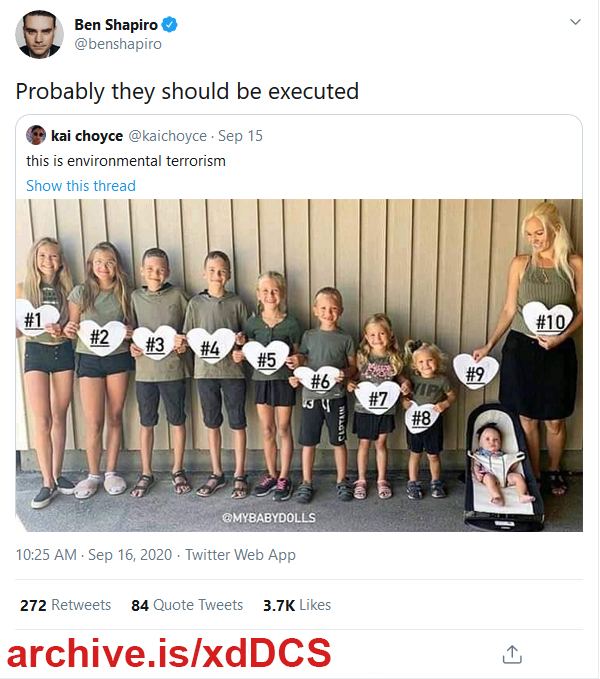 Ben Shapiro
@benshapiro
Probably they should be executed
kai choyce @kaichoyce · Sep 15
this is environmental terrorism
Show this thread
#1
#2
#3
#4
#5
#6
#7
#8
#9
#10
CAPTAIN
@MYBABYDOLLS
10:25 AM · Sep 16, 2020 · Twitter Web App
272 Retweets 84 Quote Tweets 3.7K Likes
archive.is/xdDCS